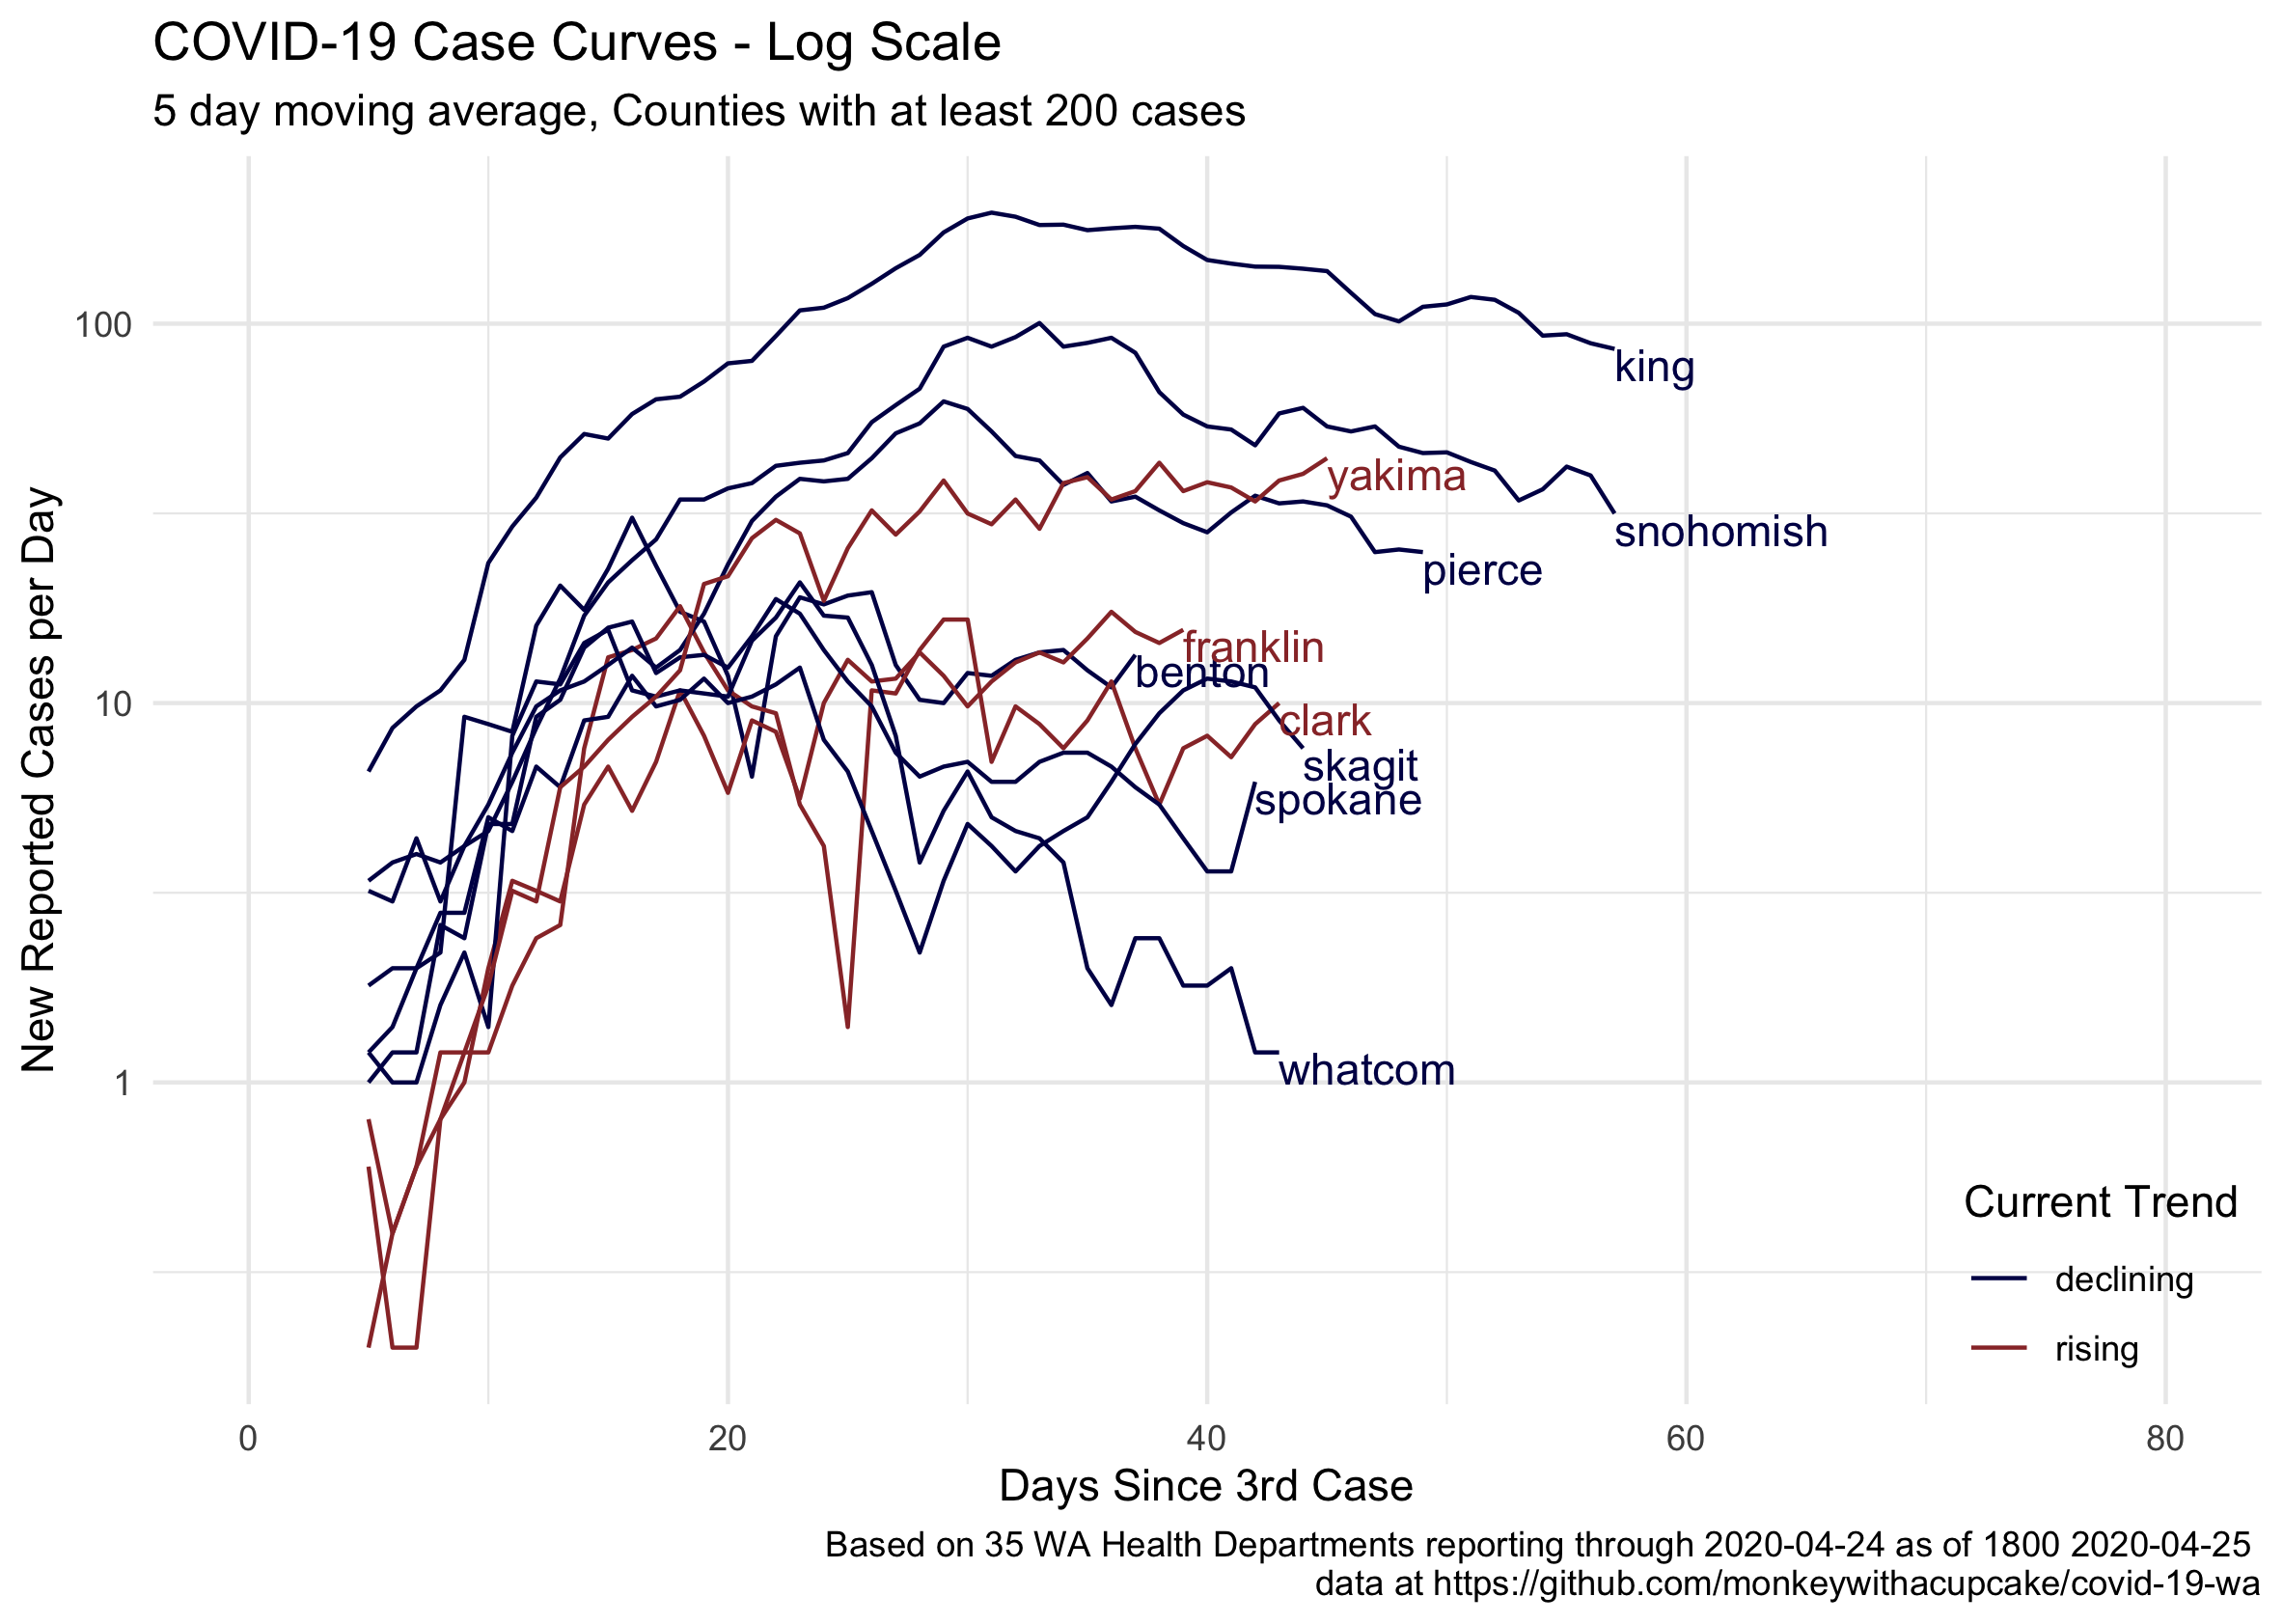 COVID-19 Case Curves - Log Scale
5 day moving average, Counties with at least 200 cases
New Reported Cases per Day
100
10
1
king
yakima
snohomish
pierce
franklin
benton
clark
skagit
spokane
whatcom
Current Trend
declining
rising
0 20 40 60 80
Days Since 3rd Case
Based on 35 WA Health Departments reporting through 2020-04-24 as of 1800 2020-04-25
data at https://github.com/monkeywithacupcake/covid-19-wa